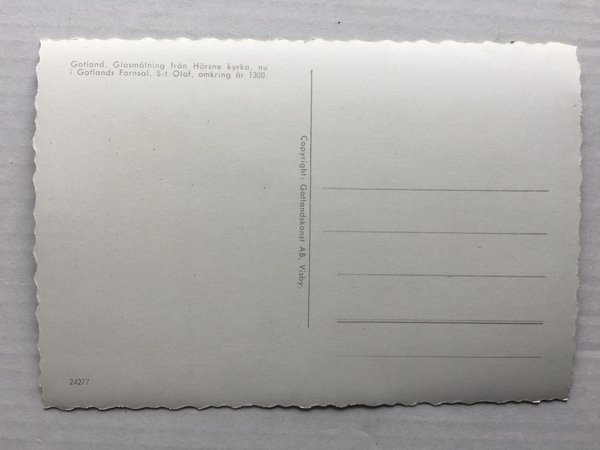 Gotland. Glasmålning från Hörsne kyrka, nu
i Gotlands Fornsal. S:t Olof, omkring år 1300.
Copyright: Gotlandskonst AB, Visby.
24277